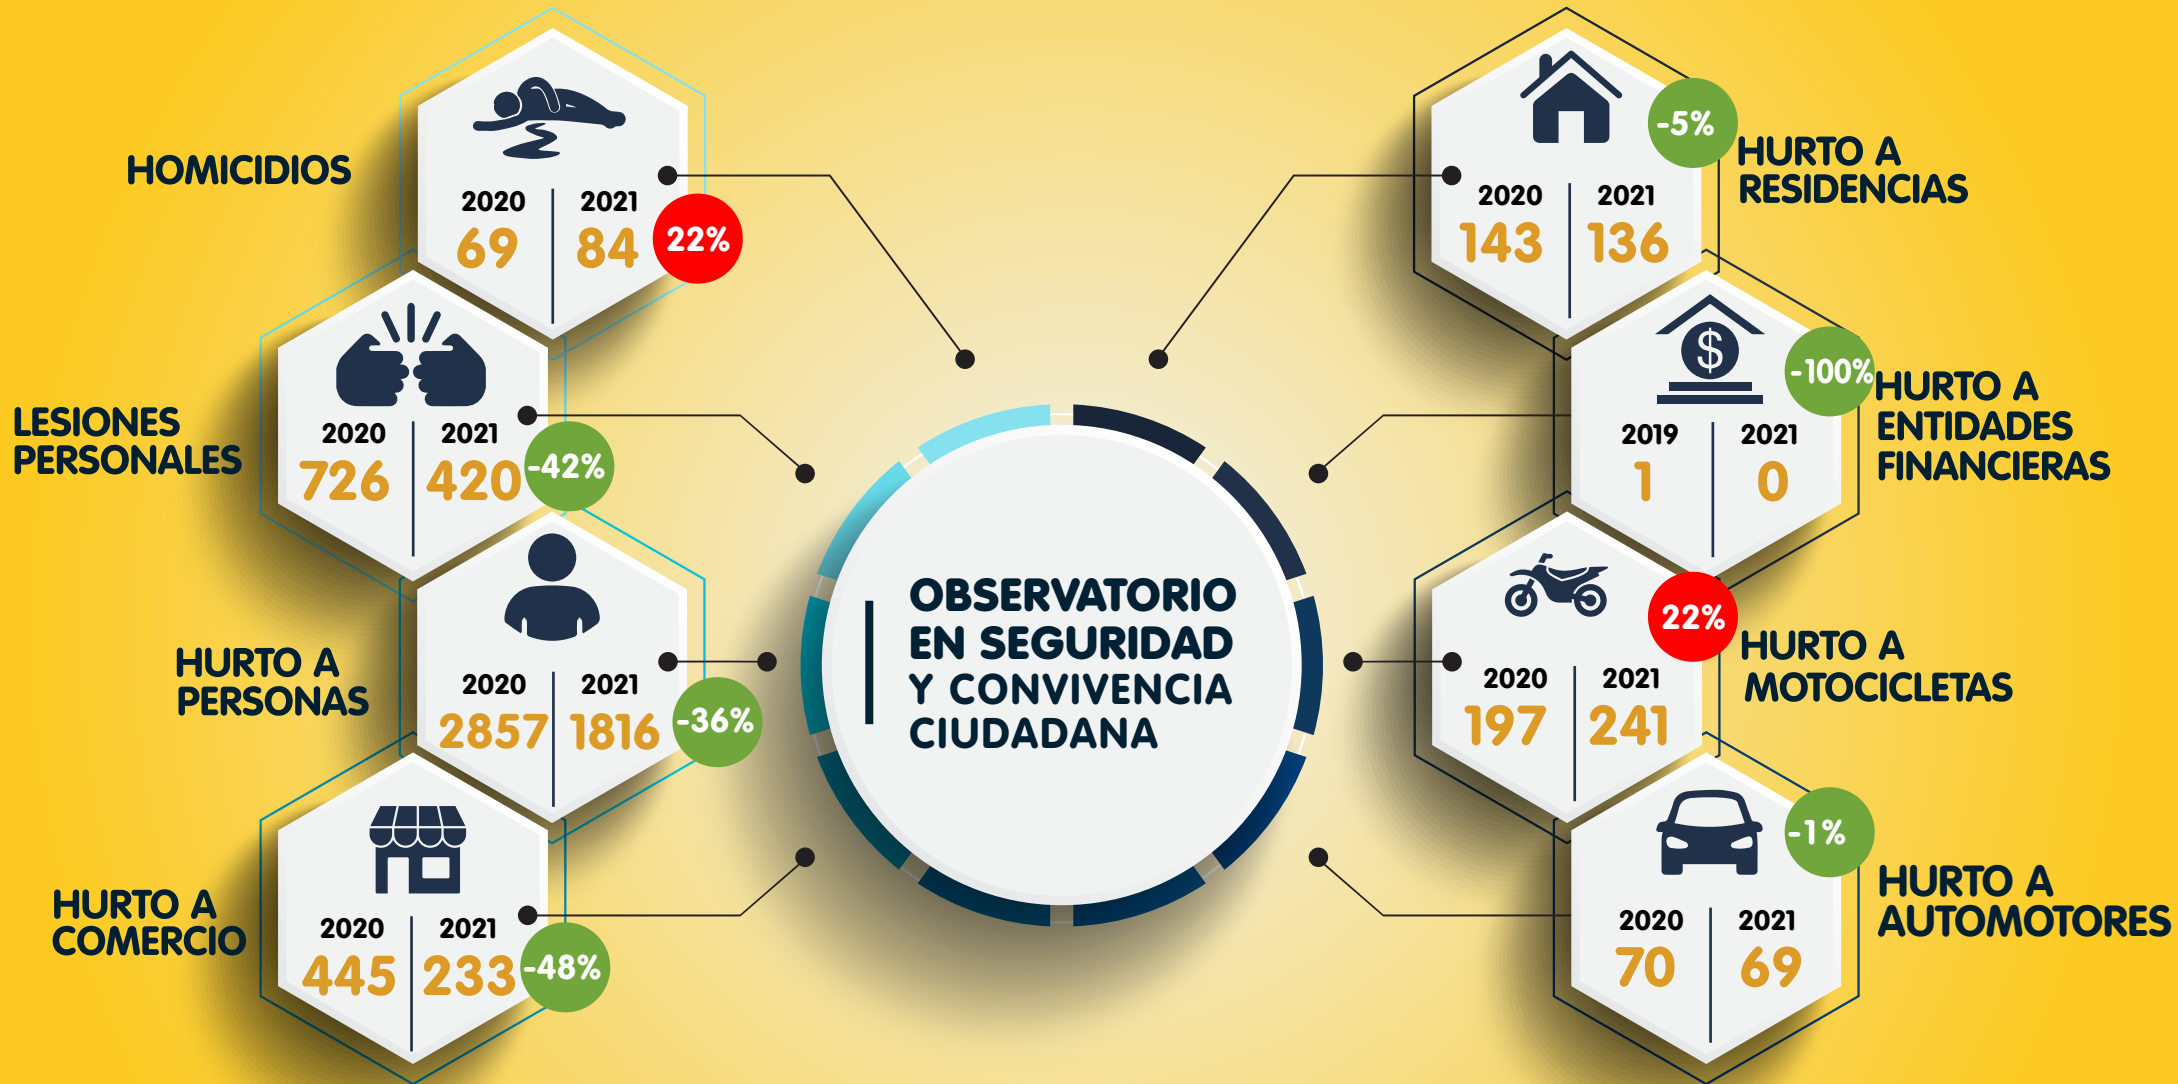 HOMICIDIOS
2020 2021
69 84
22%
LESIONES
PERSONALES
2020 2021
726 420
-42%
HURTO A
PERSONAS
2020 2021
2857 1816
-36%
HURTO A
COMERCIO
2020 2021
445 233
-48%
OBSERVATORIO
EN SEGURIDAD
Y CONVIVENCIA
CIUDADANA
-5%
HURTO A
RESIDENCIAS
2020 2021
143 136
$
-100%
HURTO A
ENTIDADES
FINANCIERAS
2019 2021
1 0
22%
HURTO A
MOTOCICLETAS
2020 2021
197 241
-1%
HURTO A
AUTOMOTORES
2020 2021
70 69